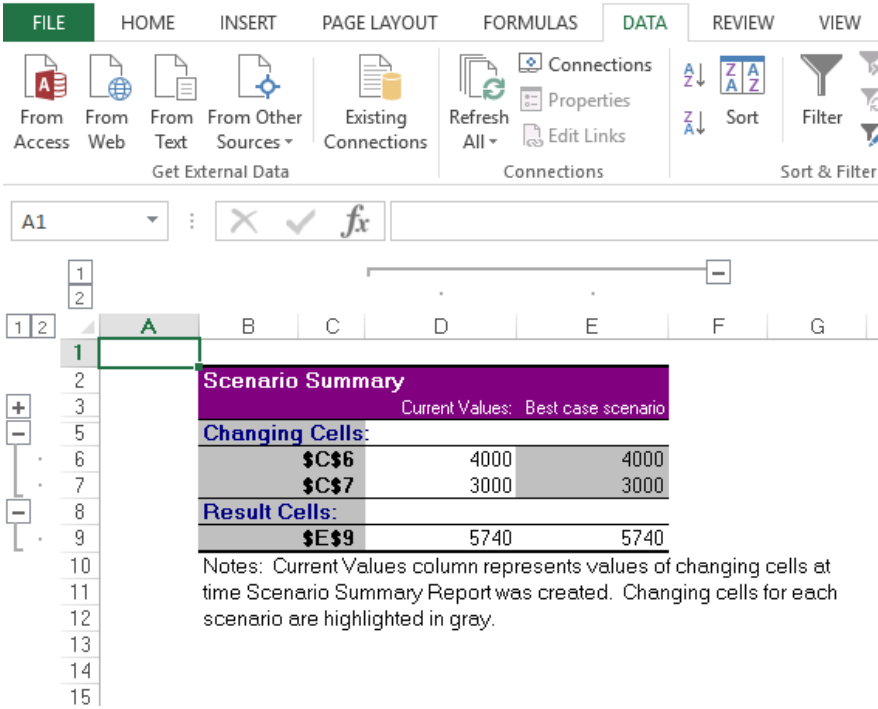 FILE HOME INSERT PAGE LAYOUT FORMULAS DATA REVIEW VIEW
From Access From Web From Text From Other Sources Existing Connections Refresh All Connections Properties Edit Links A Z Z A Z A A Z Sort Filter
Get External Data Connections Sort & Filter
A1 fx
1
2
1 2 A B C D E F G
1
2 Scenario Summary
3 Current Values: Best case scenario
5 Changing Cells:
6 $C$6 4000 4000
7 $C$7 3000 3000
8 Result Cells:
9 $E$9 5740 5740
10 Notes: Current Values column represents values of changing cells at
11 time Scenario Summary Report was created. Changing cells for each
12 scenario are highlighted in gray.
13
14
15